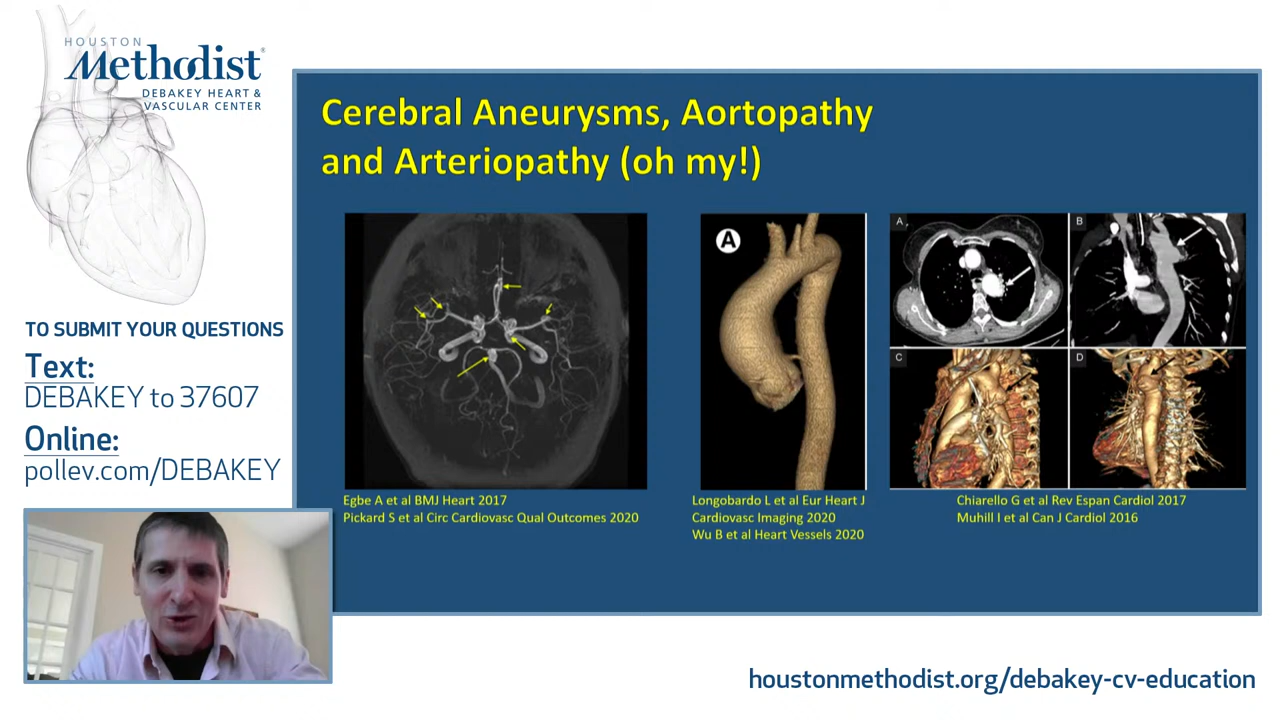 HOUSTON
Methodist®
DEBAKEY HEART &
VASCULAR CENTER
TO SUBMIT YOUR QUESTIONS
Text:
DEBAKEY to 37607
Online:
pollev.com/DEBAKEY
Cerebral Aneurysms, Aortopathy
and Arteriopathy (oh my!)
A
A
B
C
D
Egbe A et al BMJ Heart 2017
Pickard S et al Circ Cardiovasc Qual Outcomes 2020
Longobardo L et al Eur Heart J
Cardiovasc Imaging 2020
Wu B et al Heart Vessels 2020
Chiarello G et al Rev Espan Cardiol 2017
Muhill I et al Can J Cardiol 2016
houstonmethodist.org/debakey-cv-education